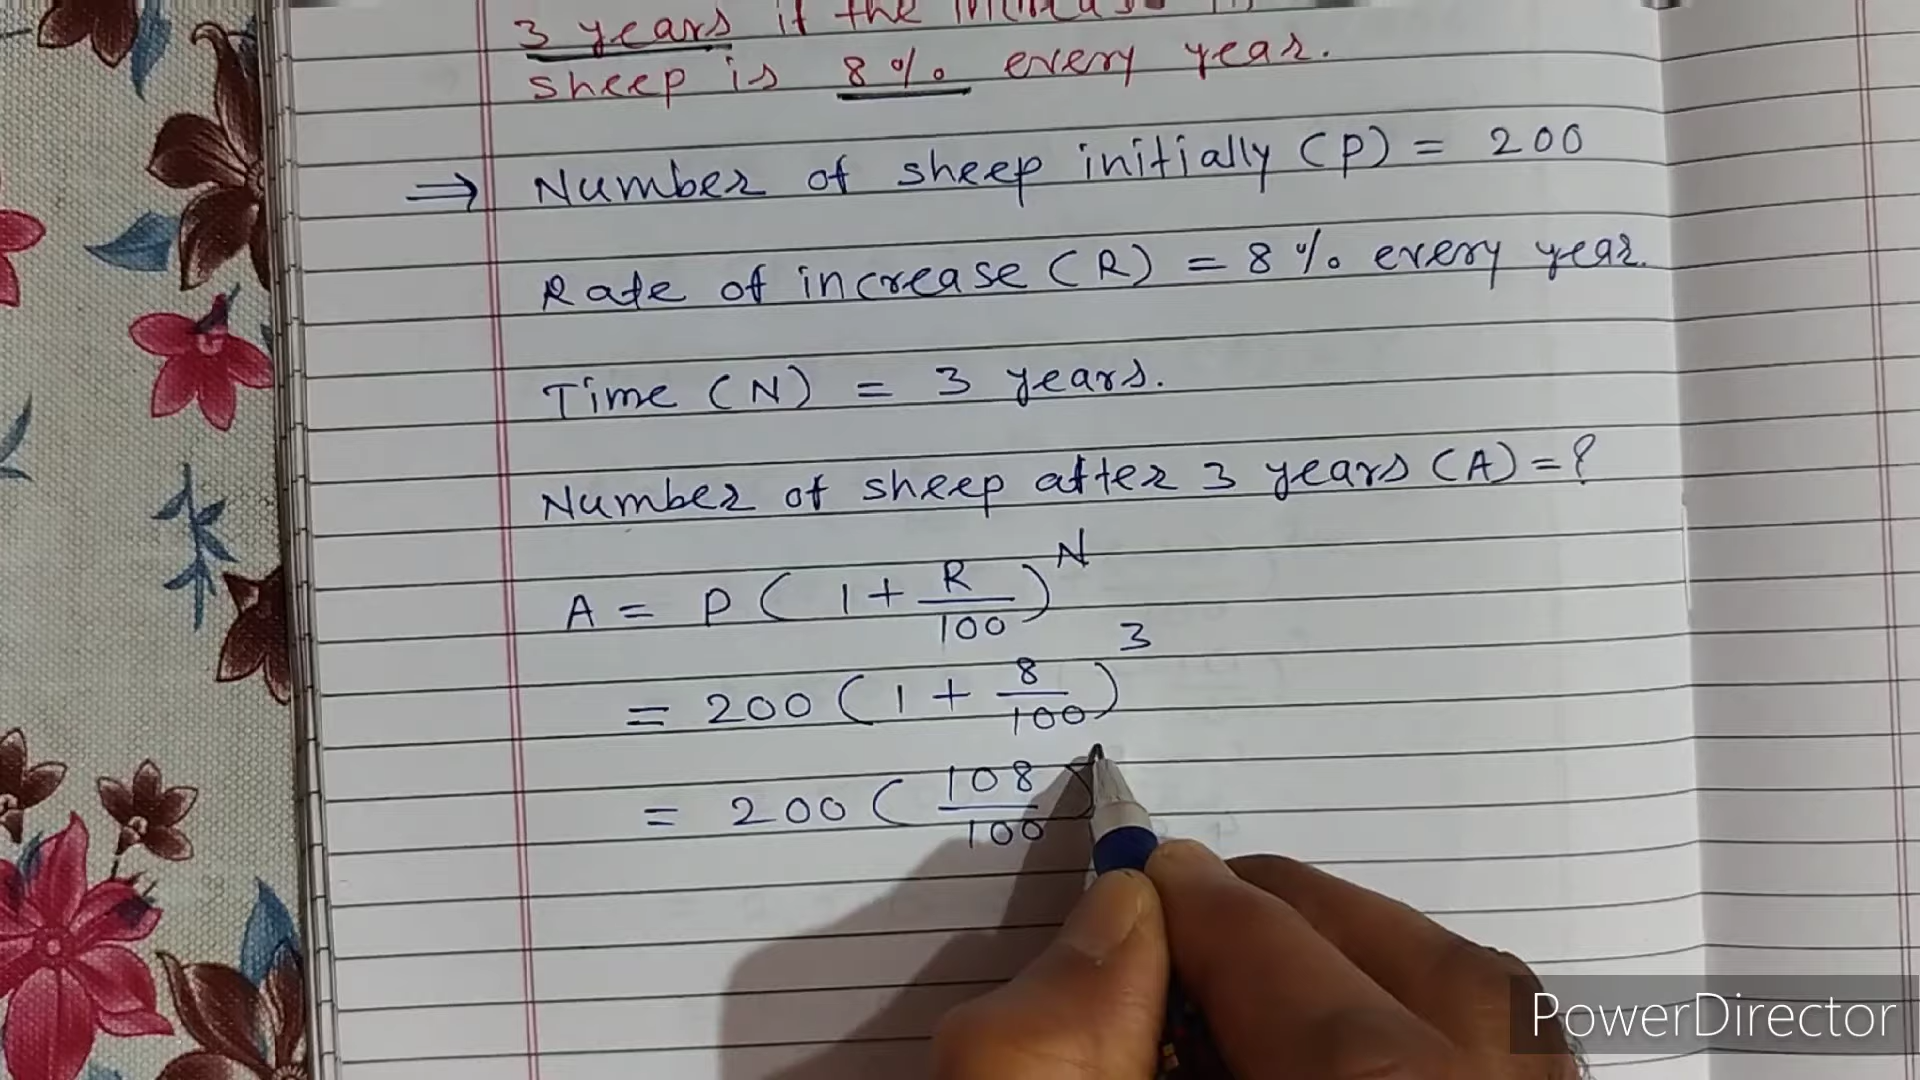 3 years if the increase in
sheep is 8% every year.
⇒ Number of sheep initially (P) = 200
Rate of increase (R) = 8% every year.
Time (N) = 3 years.
Number of sheep after 3 years (A) = ?
A = P ( 1 + R/100 )^N
= 200 ( 1 + 8/100 )^3
= 200 ( 108/100 )
PowerDirector